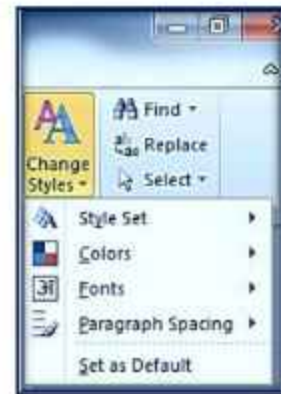 Find
Replace
Select
Change
Styles
Style Set
Colors
Fonts
Paragraph Spacing
Set as Default